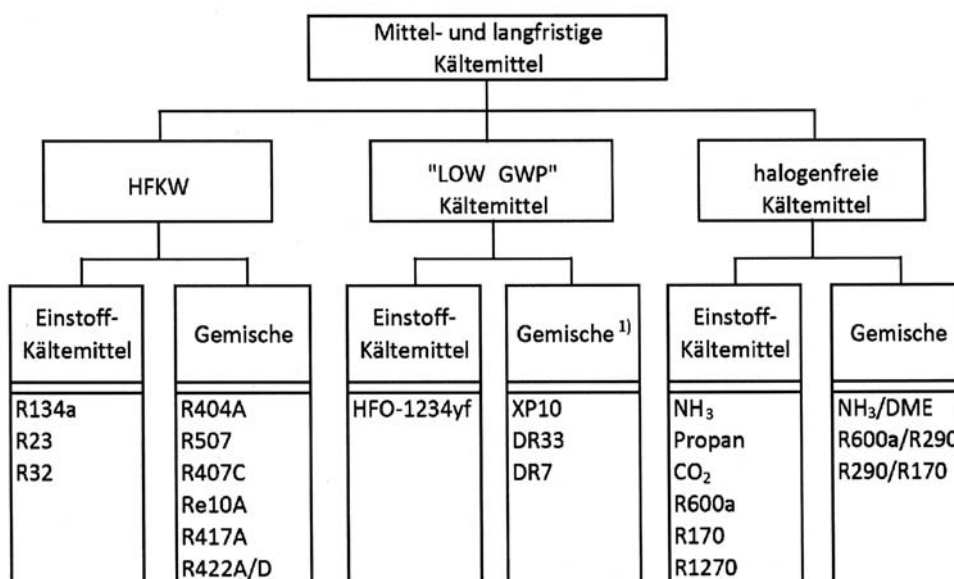 Mittel- und langfristige
Kältemittel
HFKW
"LOW GWP"
Kältemittel
halogenfreie
Kältemittel
Einstoff-
Kältemittel
R134a
R23
R32
Gemische
R404A
R507
R407C
Re10A
R417A
R422A/D
Einstoff-
Kältemittel
HFO-1234yf
Gemische 1)
XP10
DR33
DR7
Einstoff-
Kältemittel
NH₃
Propan
CO₂
R600a
R170
R1270
Gemische
NH₃/DME
R600a/R290
R290/R170